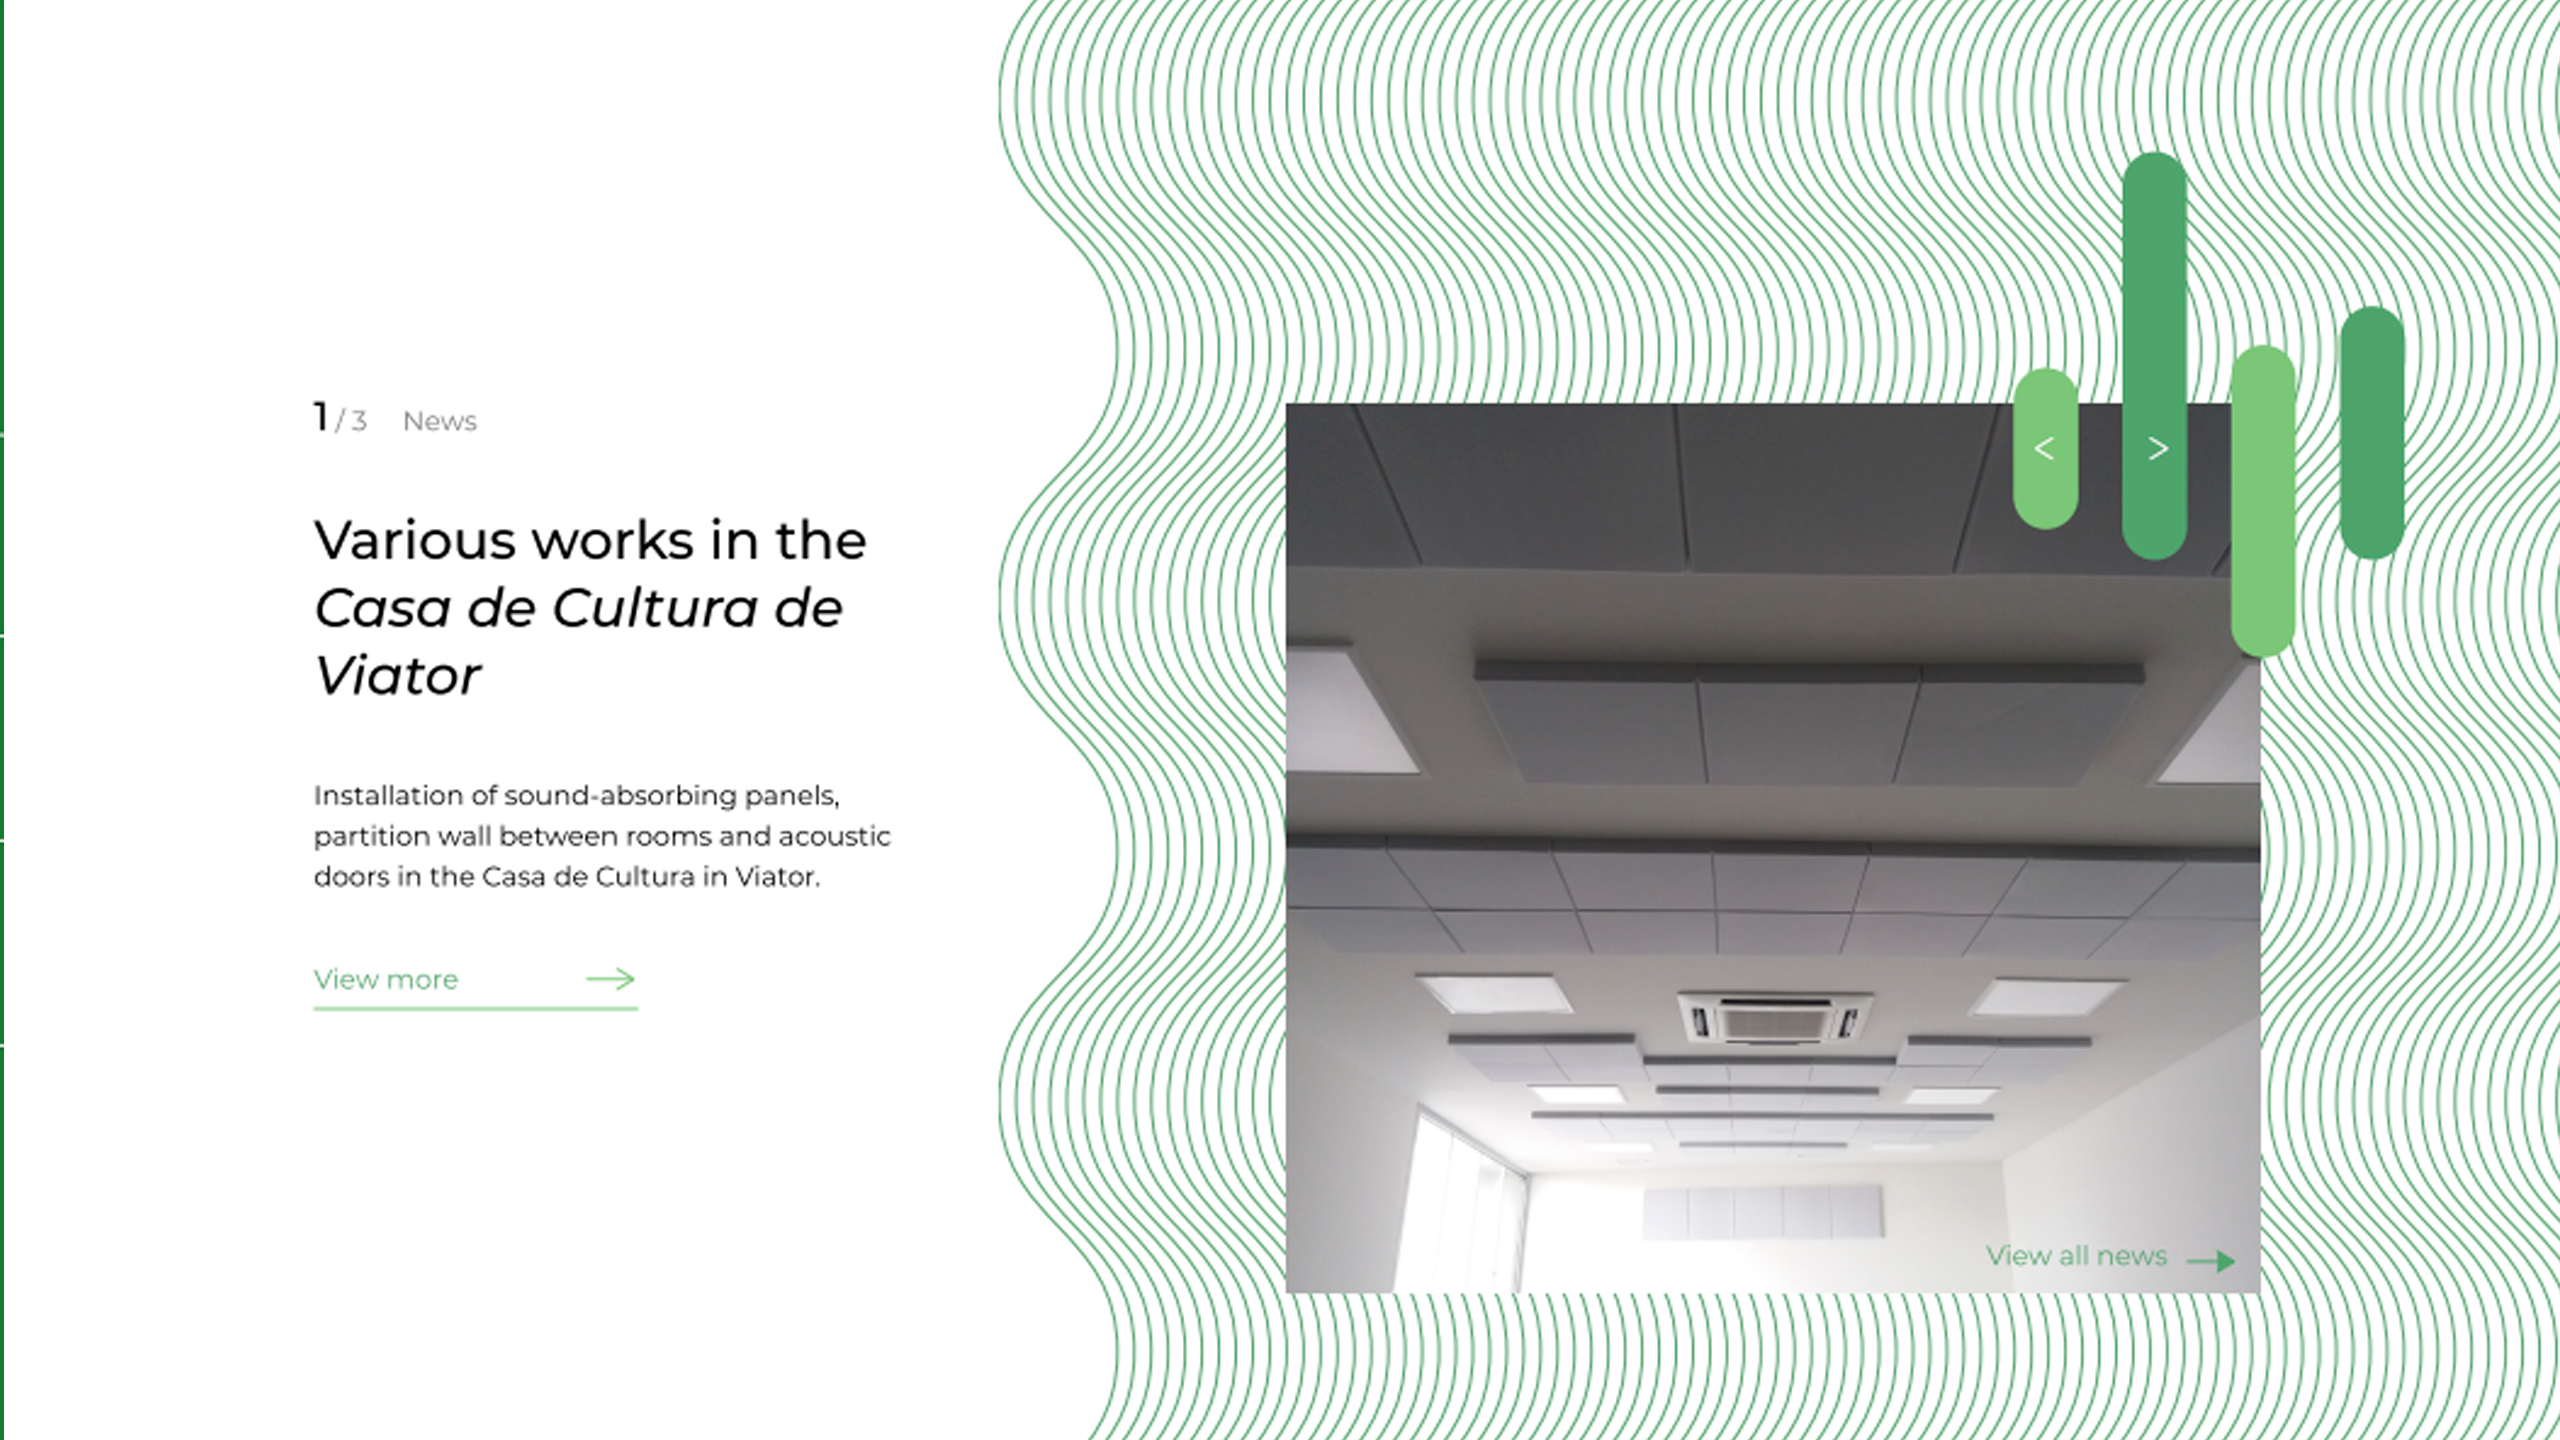 1 / 3 News
Various works in the
Casa de Cultura de
Viator
Installation of sound-absorbing panels,
partition wall between rooms and acoustic
doors in the Casa de Cultura in Viator.
View more
< >
View all news